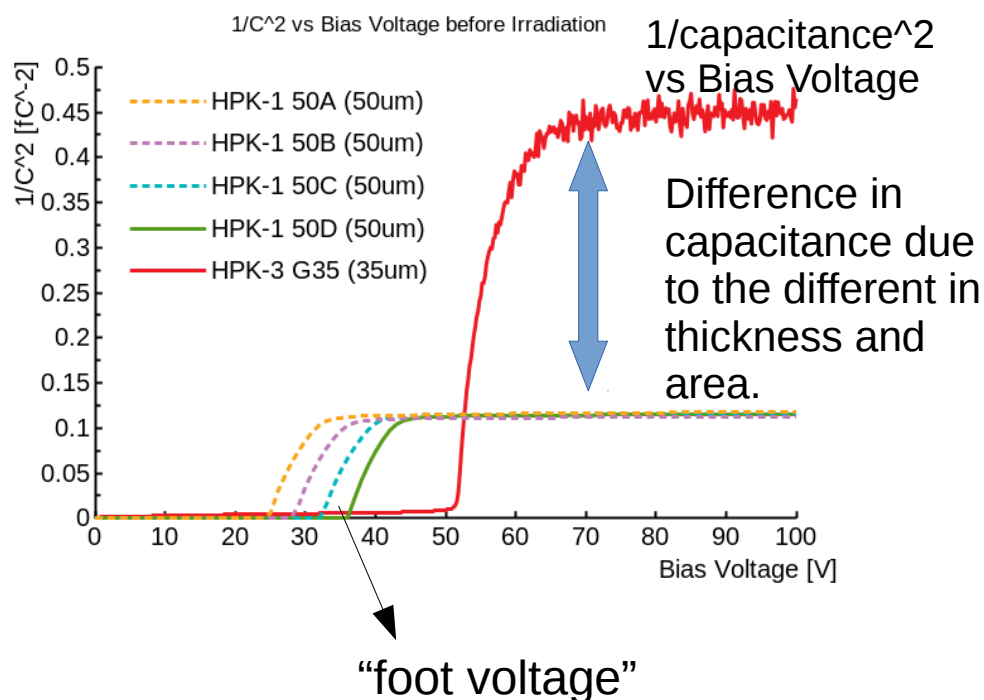 1/C^2 vs Bias Voltage before Irradiation
1/capacitance^2
vs Bias Voltage
1/C^2 [fC^-2]
0.5
0.45
0.4
0.35
0.3
0.25
0.2
0.15
0.1
0.05
0
HPK-1 50A (50um)
HPK-1 50B (50um)
HPK-1 50C (50um)
HPK-1 50D (50um)
HPK-3 G35 (35um)
Difference in
capacitance due
to the different in
thickness and
area.
0 10 20 30 40 50 60 70 80 90 100
Bias Voltage [V]
“foot voltage”